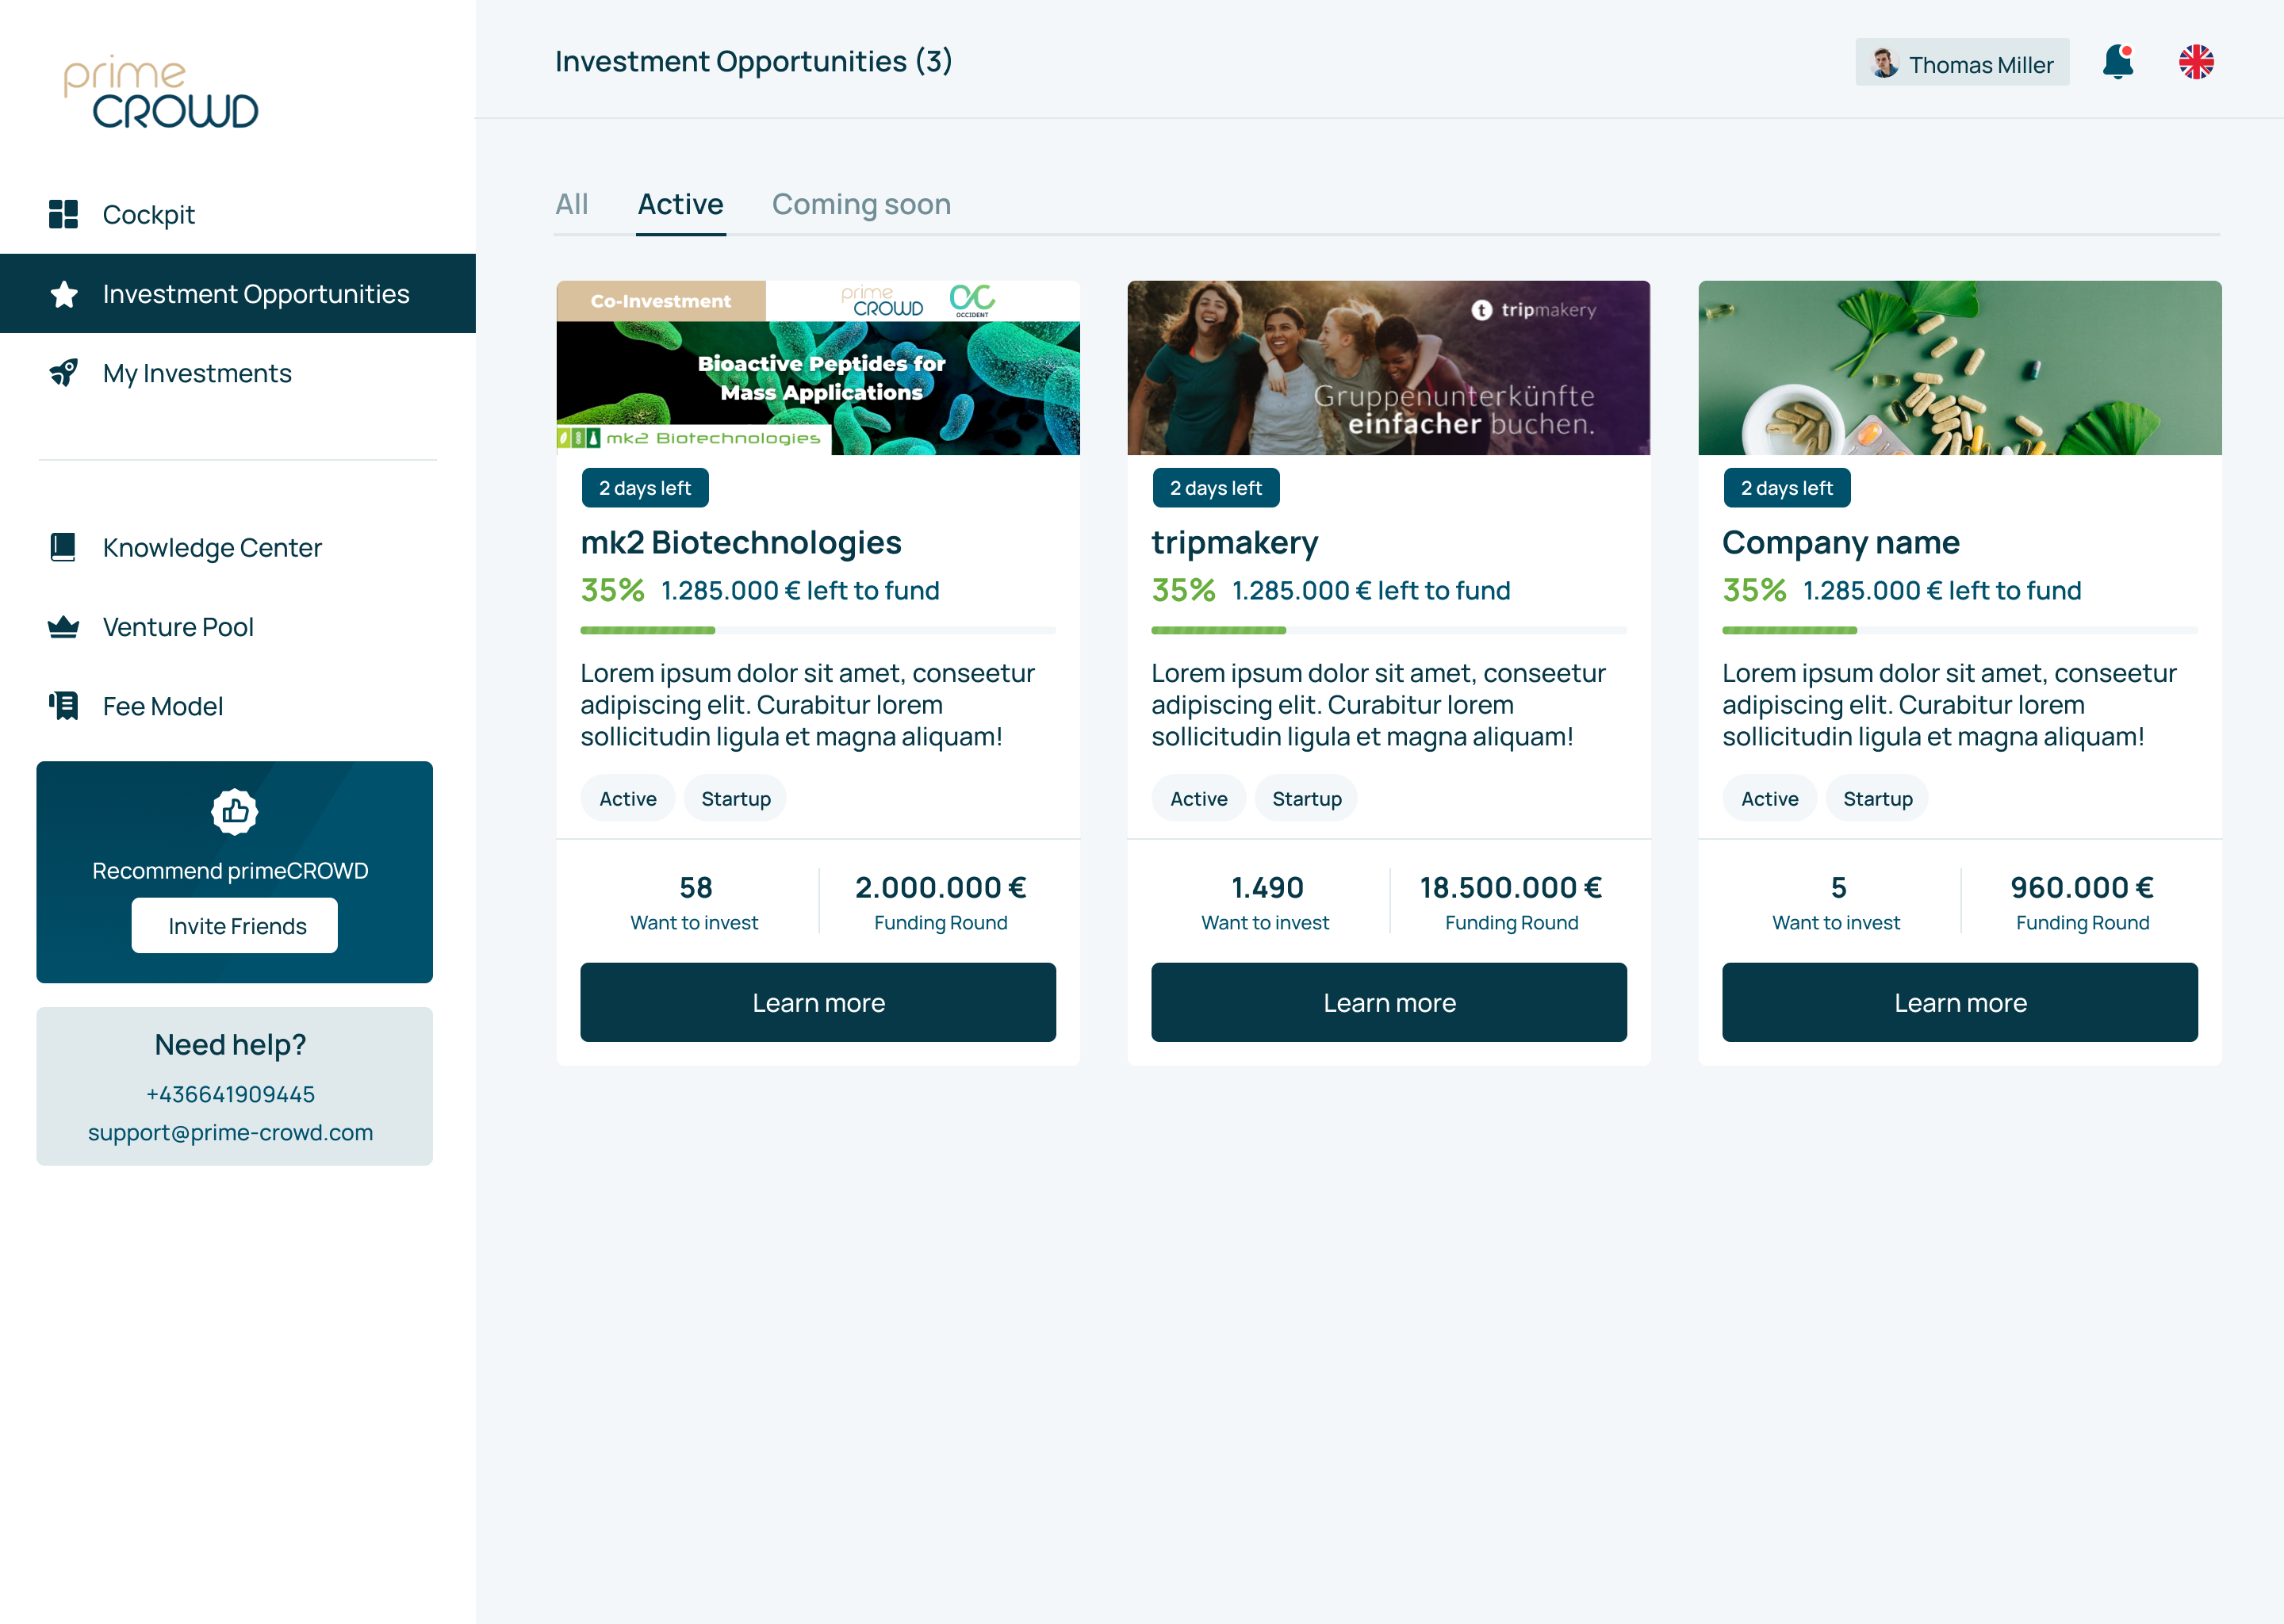 prime
CROWD
Cockpit
Investment Opportunities
My Investments
Knowledge Center
Venture Pool
Fee Model
Recommend primeCROWD
Invite Friends
Need help?
+436641909445
support@prime-crowd.com
Investment Opportunities (3)
Thomas Miller
All
Active
Coming soon
Co-Investment
prime
CROWD
OCCIDENT
Bioactive Peptides for
Mass Applications
mk2 Biotechnologies
2 days left
mk2 Biotechnologies
35% 1.285.000 € left to fund
Lorem ipsum dolor sit amet, conseetur
adipiscing elit. Curabitur lorem
sollicitudin ligula et magna aliquam!
Active
Startup
58
Want to invest
2.000.000 €
Funding Round
Learn more
t tripmakery
Gruppenunterkünfte
einfacher buchen.
2 days left
tripmakery
35% 1.285.000 € left to fund
Lorem ipsum dolor sit amet, conseetur
adipiscing elit. Curabitur lorem
sollicitudin ligula et magna aliquam!
Active
Startup
1.490
Want to invest
18.500.000 €
Funding Round
Learn more
2 days left
Company name
35% 1.285.000 € left to fund
Lorem ipsum dolor sit amet, conseetur
adipiscing elit. Curabitur lorem
sollicitudin ligula et magna aliquam!
Active
Startup
5
Want to invest
960.000 €
Funding Round
Learn more